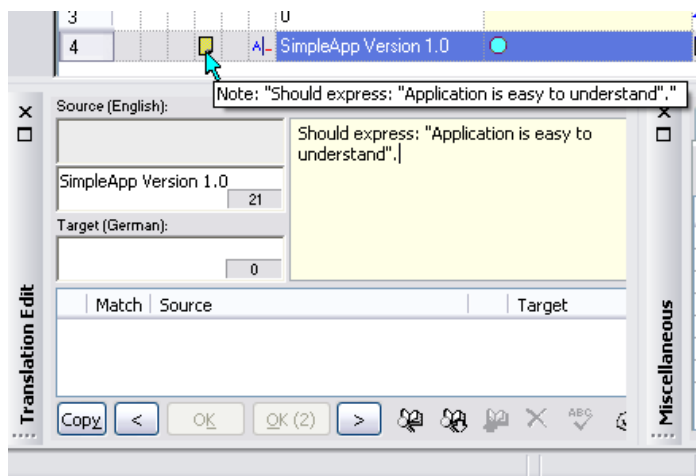 3 0
4 A SimpleApp Version 1.0
Note: "Should express: "Application is easy to understand"."
Source (English):
Should express: "Application is easy to
understand".
SimpleApp Version 1.0
21
Target (German):
0
Match Source Target
Translation Edit
Miscellaneous
Copy < OK OK (2) > ABC